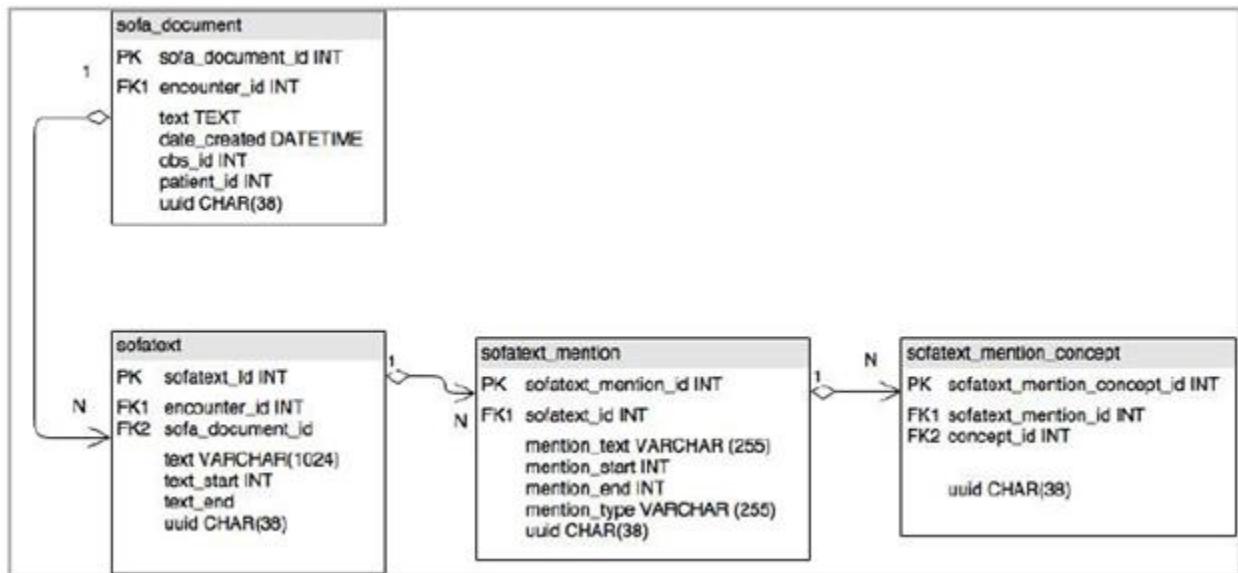 sofa_document
PK sofa_document_id INT
1
FK1 encounter_id INT
text TEXT
date_created DATETIME
obs_id INT
patient_id INT
uuid CHAR(38)
sofatext
PK sofatext_id INT
N
FK1 encounter_id INT
FK2 sofa_document_id
text VARCHAR(1024)
text_start INT
text_end
uuid CHAR(38)
1
N
sofatext_mention
PK sofatext_mention_id INT
FK1 sofatext_id INT
mention_text VARCHAR (255)
mention_start INT
mention_end INT
mention_type VARCHAR (255)
uuid CHAR(38)
1
N
sofatext_mention_concept
PK sofatext_mention_concept_id INT
FK1 sofatext_mention_id INT
FK2 concept_id INT
uuid CHAR(38)